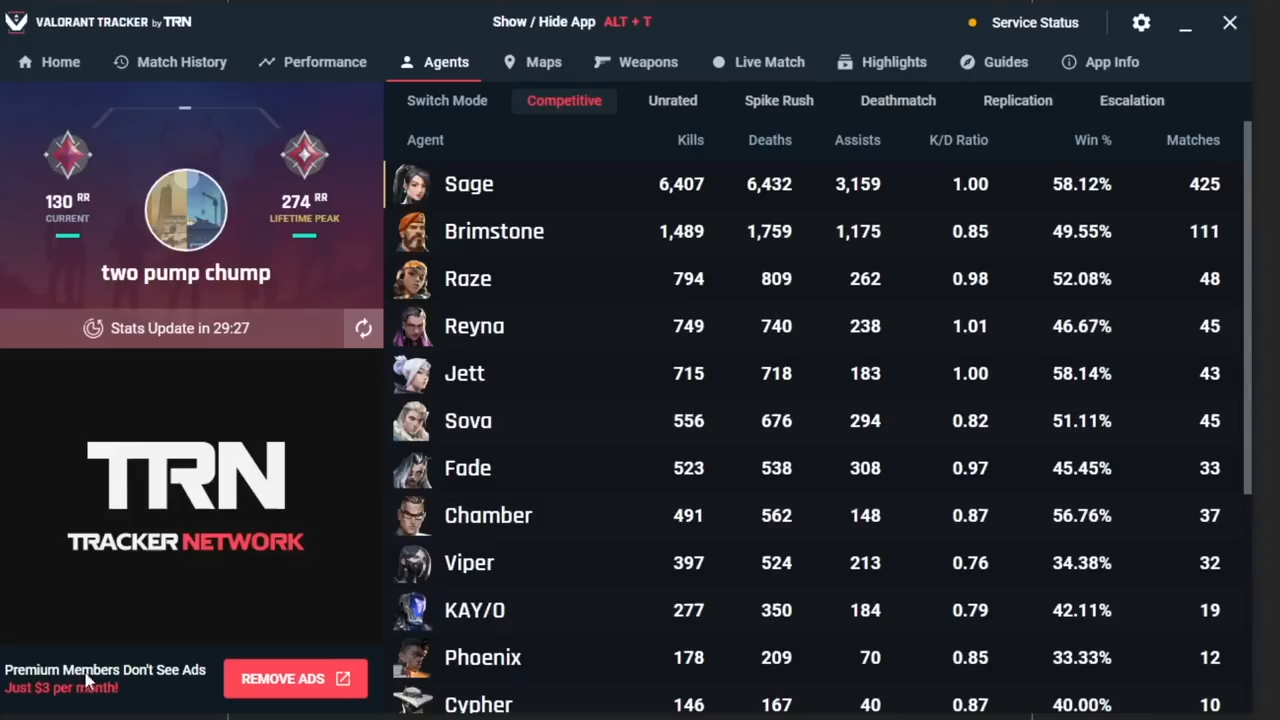 VALORANT TRACKER by TRN
Show / Hide App ALT + T
Service Status
Home Match History Performance Agents Maps Weapons Live Match Highlights Guides App Info
Switch Mode Competitive Unrated Spike Rush Deathmatch Replication Escalation
130 RR
CURRENT
274 RR
LIFETIME PEAK
two pump chump
Stats Update in 29:27
TRN
TRACKER NETWORK
Premium Members Don't See Ads
Just $3 per month!
REMOVE ADS
Agent Kills Deaths Assists K/D Ratio Win % Matches
Sage 6,407 6,432 3,159 1.00 58.12% 425
Brimstone 1,489 1,759 1,175 0.85 49.55% 111
Raze 794 809 262 0.98 52.08% 48
Reyna 749 740 238 1.01 46.67% 45
Jett 715 718 183 1.00 58.14% 43
Sova 556 676 294 0.82 51.11% 45
Fade 523 538 308 0.97 45.45% 33
Chamber 491 562 148 0.87 56.76% 37
Viper 397 524 213 0.76 34.38% 32
KAY/O 277 350 184 0.79 42.11% 19
Phoenix 178 209 70 0.85 33.33% 12
Cypher 146 167 40 0.87 40.00% 10